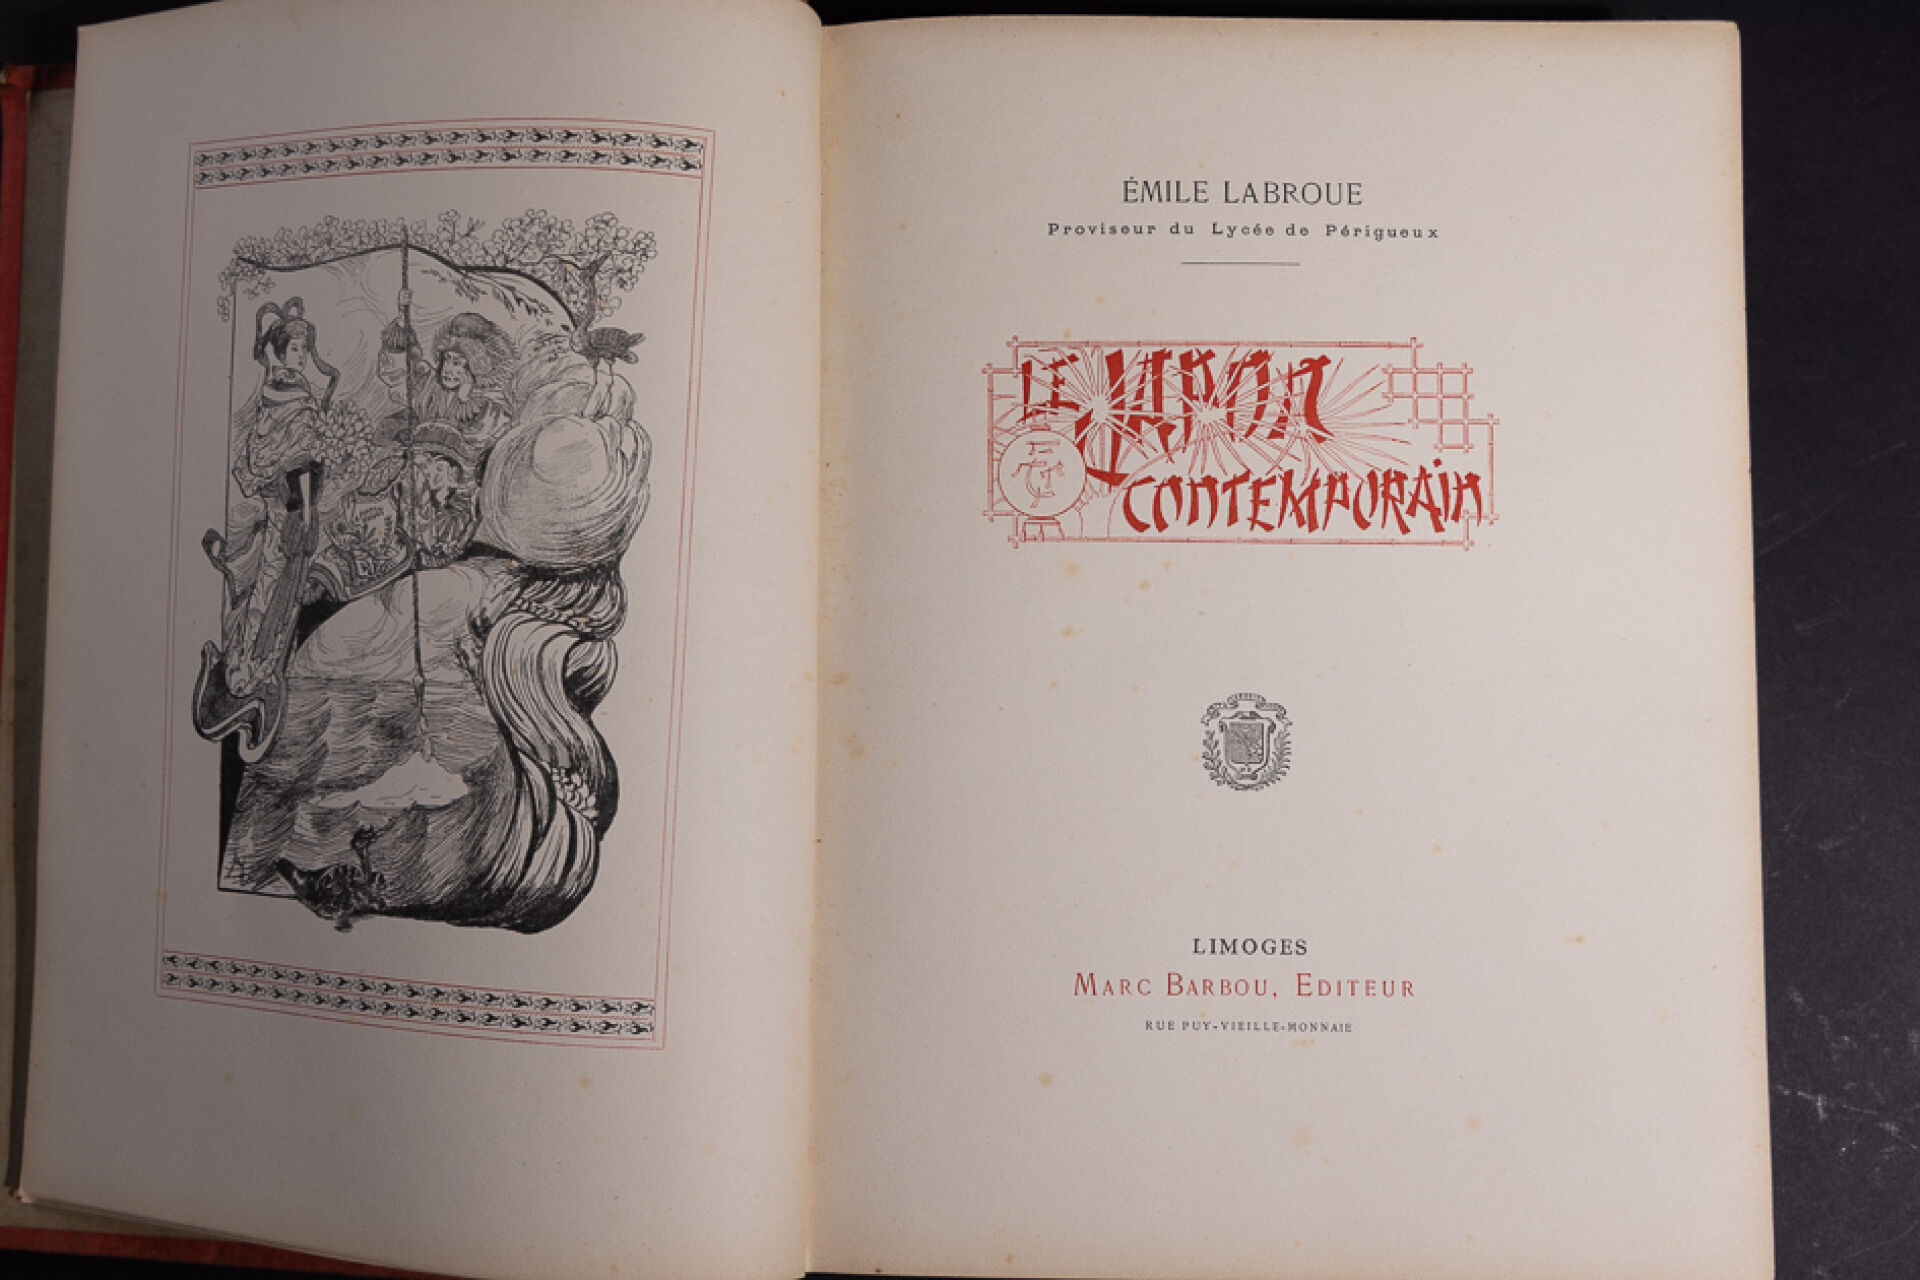 ÉMILE LABROUE
Proviseur du Lycée de Périgueux
LE JAPON
CONTEMPORAIN
LIMOGES
MARC BARBOU, EDITEUR
RUE PUY-VIEILLE-MONNAIE